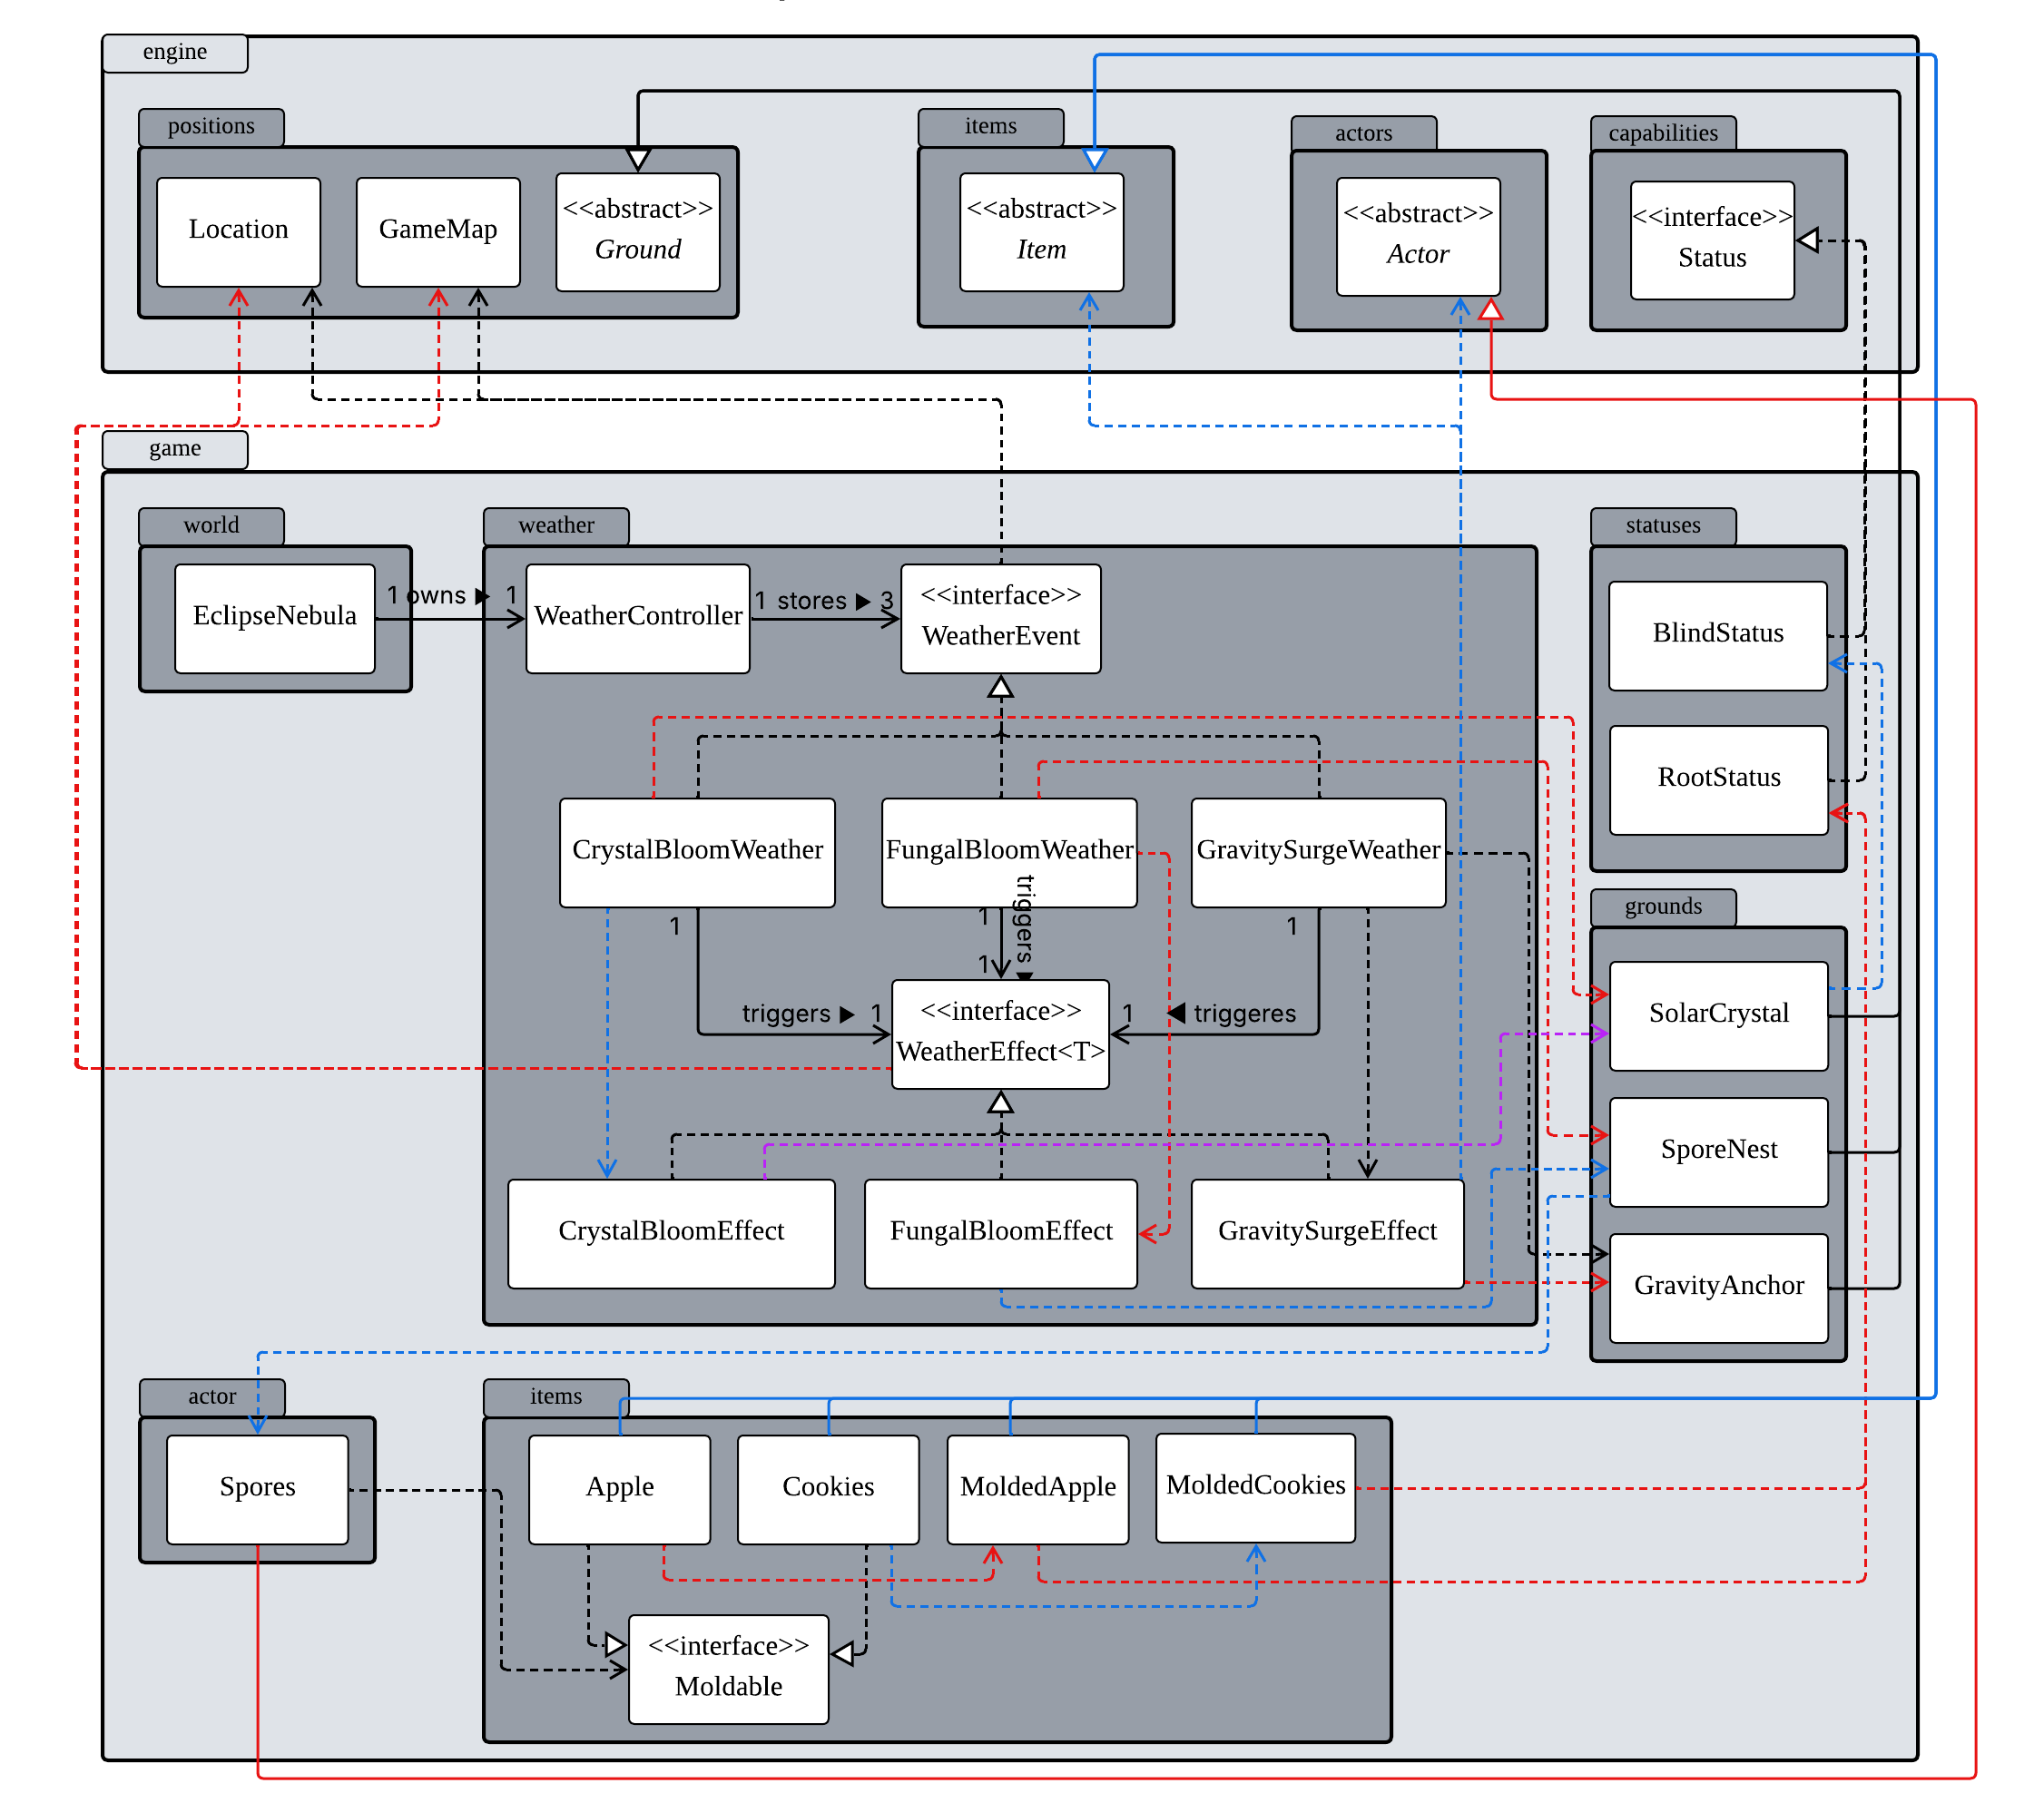 engine
positions
items
actors
capabilities
Location
GameMap
<<abstract>>
Ground
<<abstract>>
Item
<<abstract>>
Actor
<<interface>>
Status
game
world
weather
statuses
EclipseNebula
1 owns ▶ 1
WeatherController
1 stores ▶ 3
<<interface>>
WeatherEvent
BlindStatus
RootStatus
CrystalBloomWeather
FungalBloomWeather
GravitySurgeWeather
grounds
1
1
triggers ▶
1
1
triggers ▶ 1
<<interface>>
WeatherEffect<T>
1 ◀ triggeres
SolarCrystal
SporeNest
CrystalBloomEffect
FungalBloomEffect
GravitySurgeEffect
GravityAnchor
actor
items
Spores
Apple
Cookies
MoldedApple
MoldedCookies
<<interface>>
Moldable